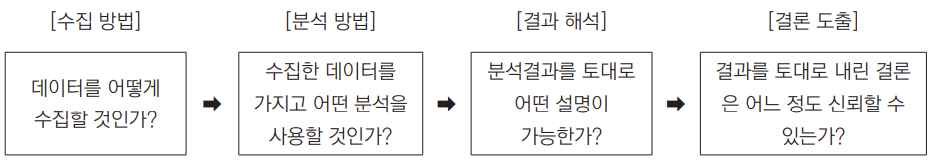 [수집 방법]
[분석 방법]
[결과 해석]
[결론 도출]
데이터를 어떻게
수집할 것인가?
수집한 데이터를
가지고 어떤 분석을
사용할 것인가?
분석결과를 토대로
어떤 설명이
가능한가?
결과를 토대로 내린 결론
은 어느 정도 신뢰할 수
있는가?